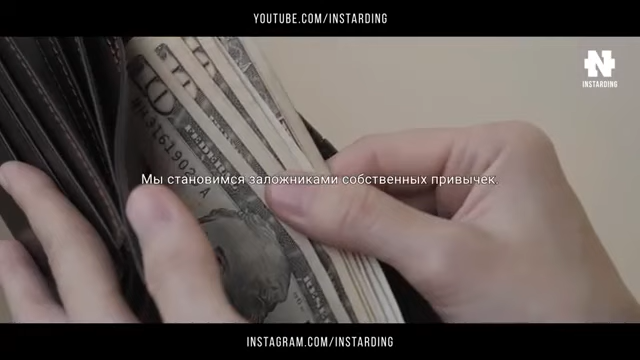 YOUTUBE.COM/INSTARDING
N
INSTARDING
Мы становимся заложниками собственных привычек.
INSTAGRAM.COM/INSTARDING